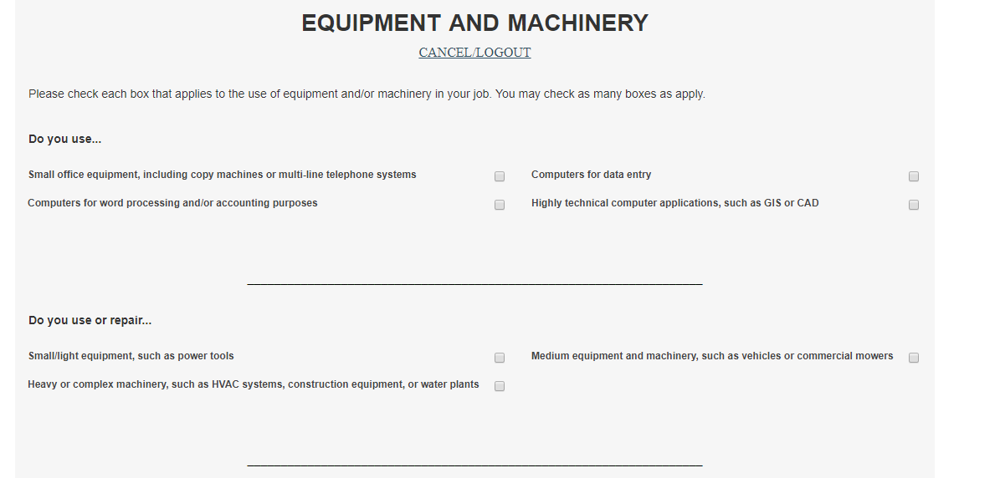 EQUIPMENT AND MACHINERY
CANCEL/LOGOUT
Please check each box that applies to the use of equipment and/or machinery in your job. You may check as many boxes as apply.
Do you use...
Small office equipment, including copy machines or multi-line telephone systems
Computers for data entry
Computers for word processing and/or accounting purposes
Highly technical computer applications, such as GIS or CAD
Do you use or repair...
Small/light equipment, such as power tools
Medium equipment and machinery, such as vehicles or commercial mowers
Heavy or complex machinery, such as HVAC systems, construction equipment, or water plants